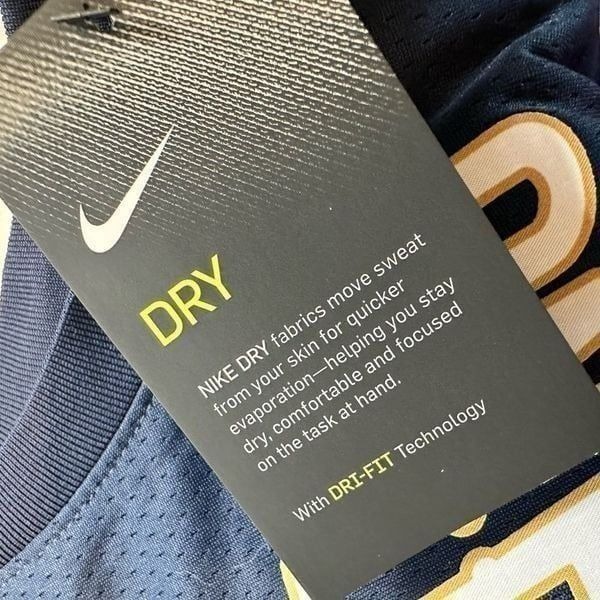 DRY
NIKE DRY fabrics move sweat
from your skin for quicker
evaporation—helping you stay
dry, comfortable and focused
on the task at hand.
With DRI-FIT Technology